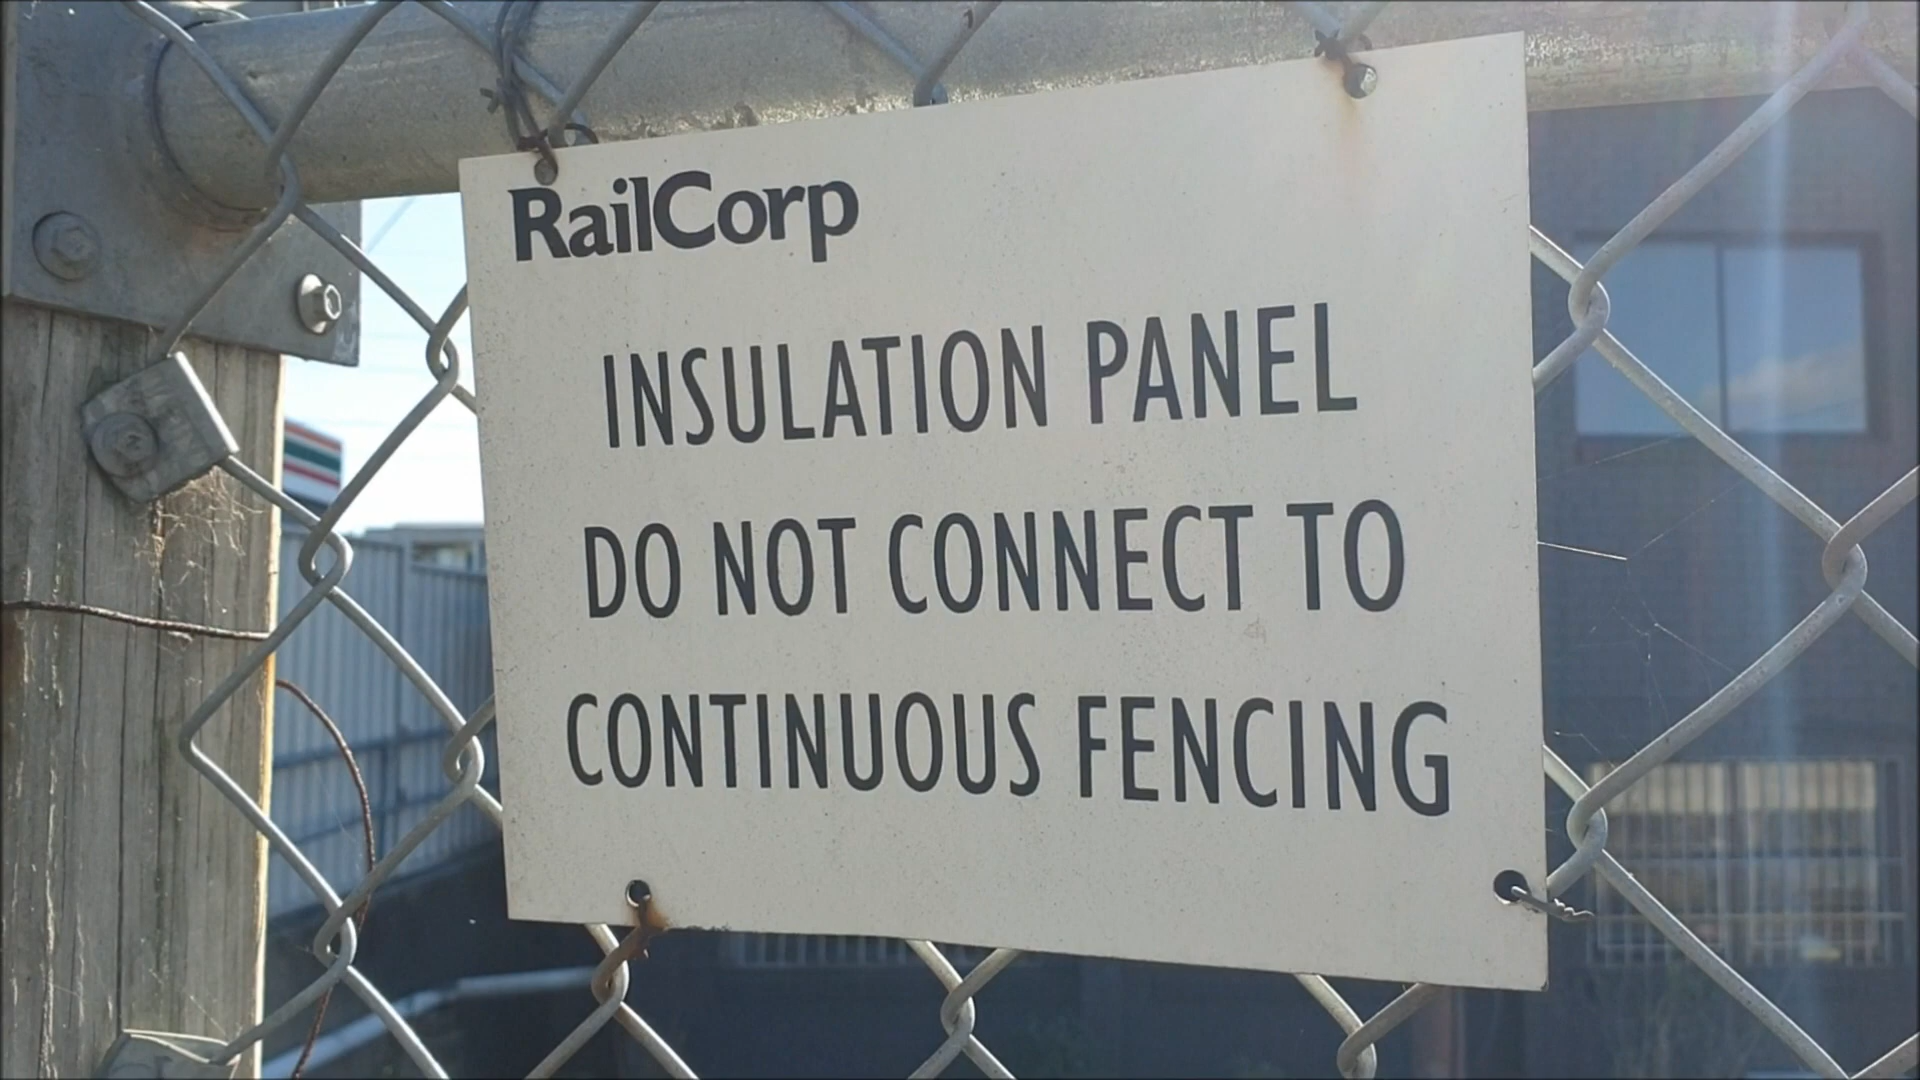 RailCorp
INSULATION PANEL
DO NOT CONNECT TO
CONTINUOUS FENCING